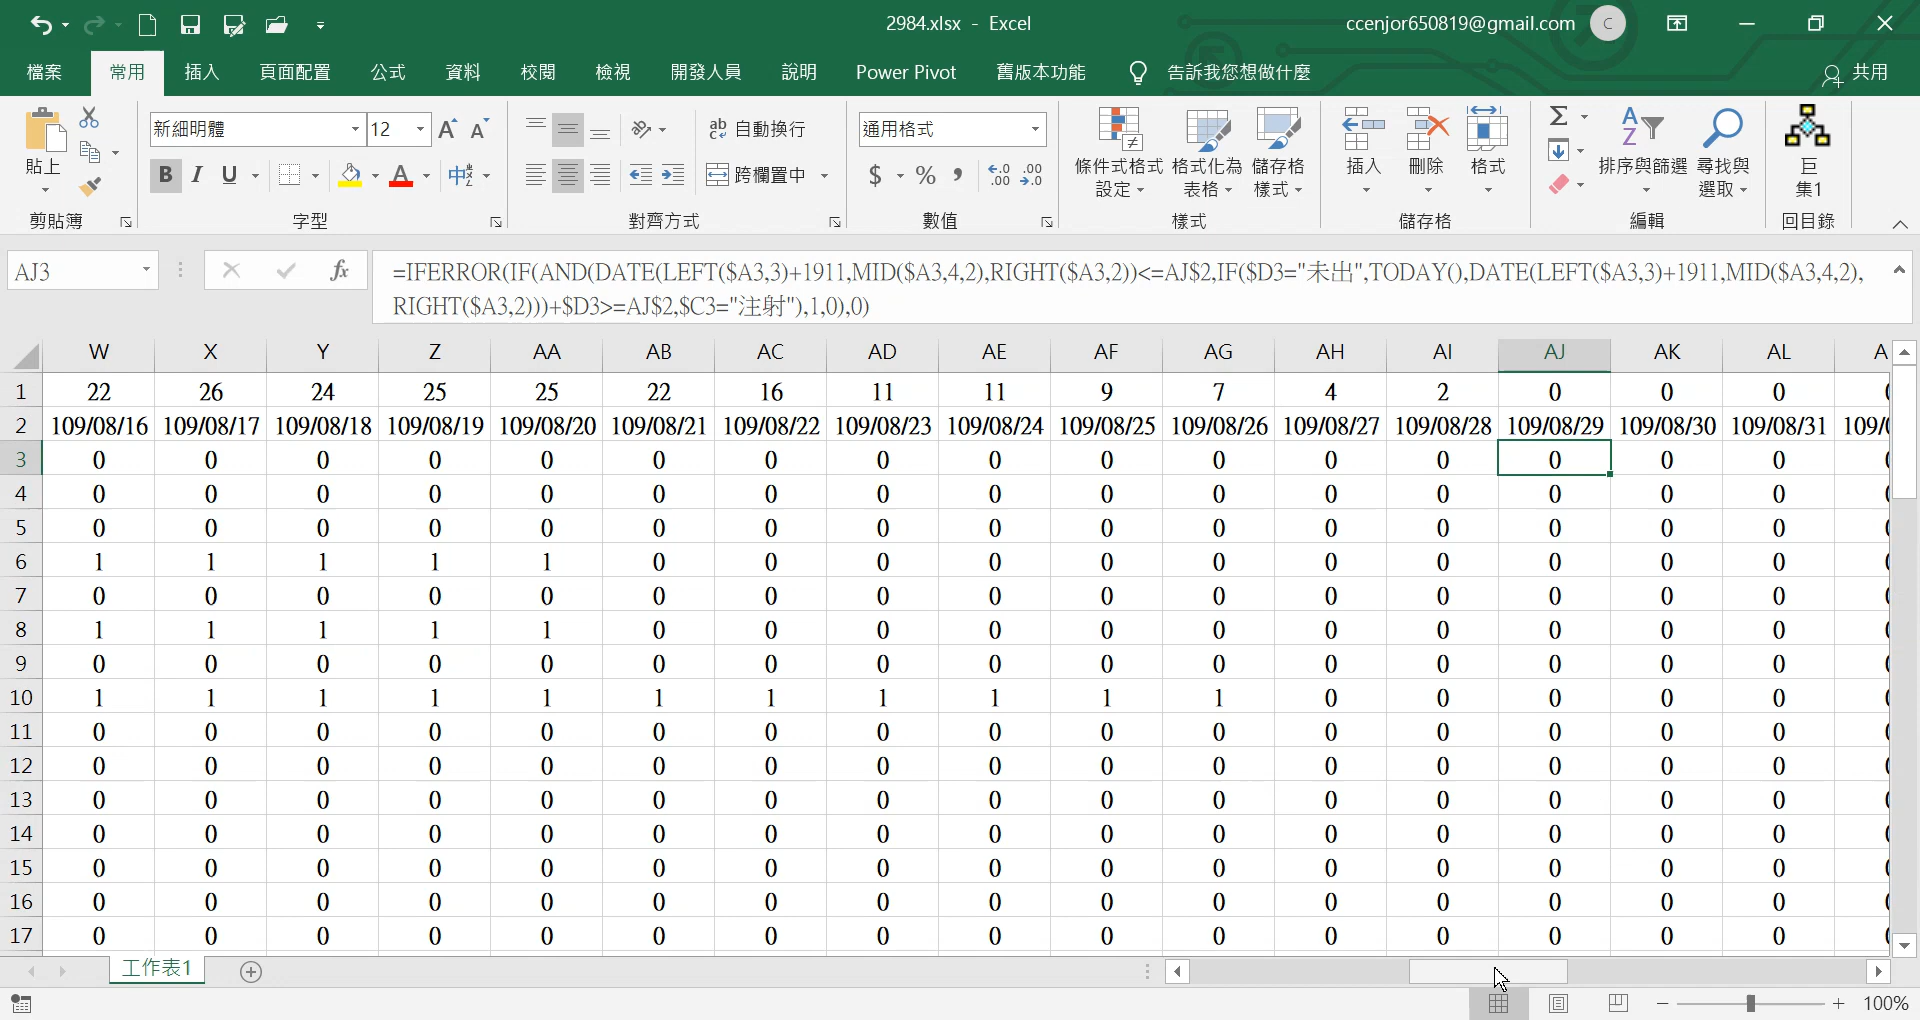 2984.xlsx - Excel
ccenjor650819@gmail.com C
檔案 常用 插入 頁面配置 公式 資料 校閱 檢視 開發人員 說明 Power Pivot 舊版本功能 告訴我您想做什麼 共用
新細明體 12 ab 自動換行 通用格式
貼上 B I U A 中 跨欄置中 $ % 條件式格式 格式化為 儲存格 插入 刪除 格式 排序與篩選 尋找與 巨
設定 表格 樣式 選取 集1
剪貼簿 字型 對齊方式 數值 樣式 儲存格 編輯 回目錄
AJ3 fx =IFERROR(IF(AND(DATE(LEFT($A3,3)+1911,MID($A3,4,2),RIGHT($A3,2))<=AJ$2,IF($D3="未出",TODAY(),DATE(LEFT($A3,3)+1911,MID($A3,4,2),
RIGHT($A3,2)))+$D3>=AJ$2,$C3="注射"),1,0),0)
W X Y Z AA AB AC AD AE AF AG AH AI AJ AK AL A
1 22 26 24 25 25 22 16 11 11 9 7 4 2 0 0 0
2 109/08/16 109/08/17 109/08/18 109/08/19 109/08/20 109/08/21 109/08/22 109/08/23 109/08/24 109/08/25 109/08/26 109/08/27 109/08/28 109/08/29 109/08/30 109/08/31 109/
3 0 0 0 0 0 0 0 0 0 0 0 0 0 0 0 0
4 0 0 0 0 0 0 0 0 0 0 0 0 0 0 0 0
5 0 0 0 0 0 0 0 0 0 0 0 0 0 0 0 0
6 1 1 1 1 1 0 0 0 0 0 0 0 0 0 0 0
7 0 0 0 0 0 0 0 0 0 0 0 0 0 0 0 0
8 1 1 1 1 1 0 0 0 0 0 0 0 0 0 0 0
9 0 0 0 0 0 0 0 0 0 0 0 0 0 0 0 0
10 1 1 1 1 1 1 1 1 1 1 1 0 0 0 0 0
11 0 0 0 0 0 0 0 0 0 0 0 0 0 0 0 0
12 0 0 0 0 0 0 0 0 0 0 0 0 0 0 0 0
13 0 0 0 0 0 0 0 0 0 0 0 0 0 0 0 0
14 0 0 0 0 0 0 0 0 0 0 0 0 0 0 0 0
15 0 0 0 0 0 0 0 0 0 0 0 0 0 0 0 0
16 0 0 0 0 0 0 0 0 0 0 0 0 0 0 0 0
17 0 0 0 0 0 0 0 0 0 0 0 0 0 0 0 0
工作表1
100%